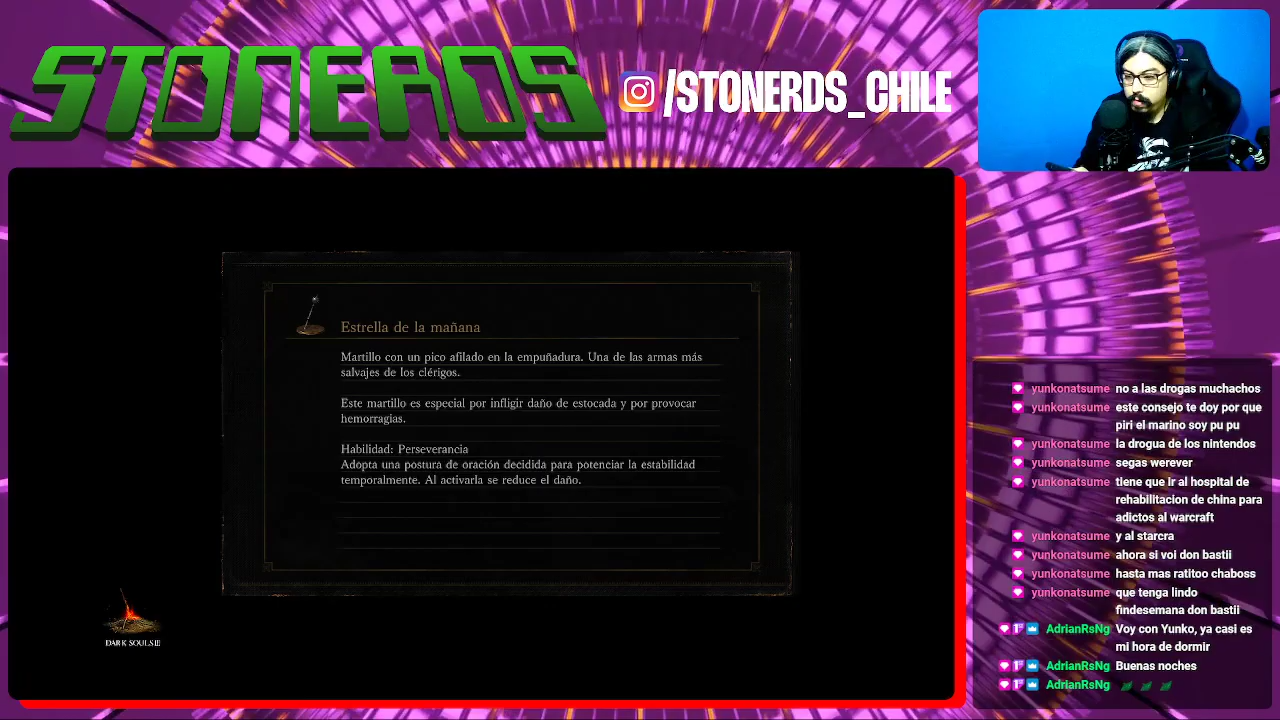 STONERDS
/STONERDS_CHILE
Estrella de la mañana
Martillo con un pico afilado en la empuñadura. Una de las armas más
salvajes de los clérigos.
Este martillo es especial por infligir daño de estocada y por provocar
hemorragias.
Habilidad: Perseverancia
Adopta una postura de oración decidida para potenciar la estabilidad
temporalmente. Al activarla se reduce el daño.
DARK SOULS III
yunkonatsume no a las drogas muchachos
yunkonatsume este consejo te doy por que
piri el marino soy pu pu
yunkonatsume la drogua de los nintendos
yunkonatsume segas werever
yunkonatsume tiene que ir al hospital de
rehabilitacion de china para
adictos al warcraft
yunkonatsume y al starcra
yunkonatsume ahora si voi don bastii
yunkonatsume hasta mas ratitoo chaboss
yunkonatsume que tenga lindo
findesemana don bastii
AdrianRsNg Voy con Yunko, ya casi es
mi hora de dormir
AdrianRsNg Buenas noches
AdrianRsNg